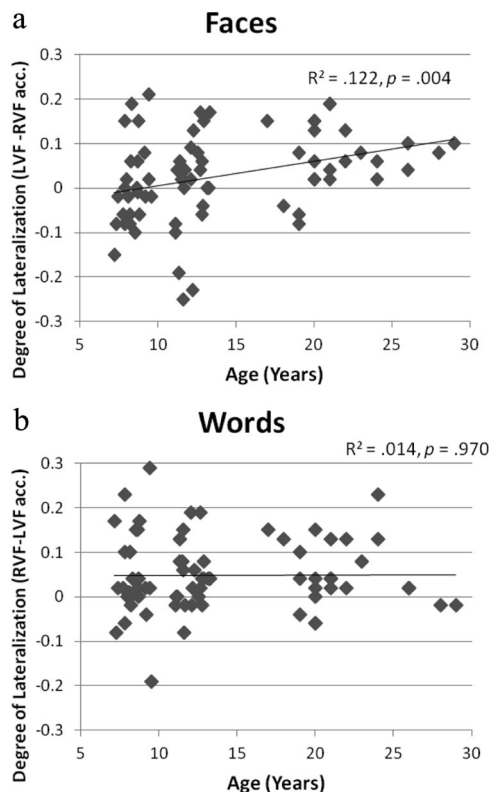 a
Faces
R² = .122, p = .004
Degree of Lateralization (LVF -RVF acc.)
0.3
0.2
0.1
0
-0.1
-0.2
-0.3
5 10 15 20 25 30
Age (Years)
b
Words
R² = .014, p = .970
Degree of Lateralization (RVF-LVF acc.)
0.3
0.2
0.1
0
-0.1
-0.2
-0.3
5 10 15 20 25 30
Age (Years)